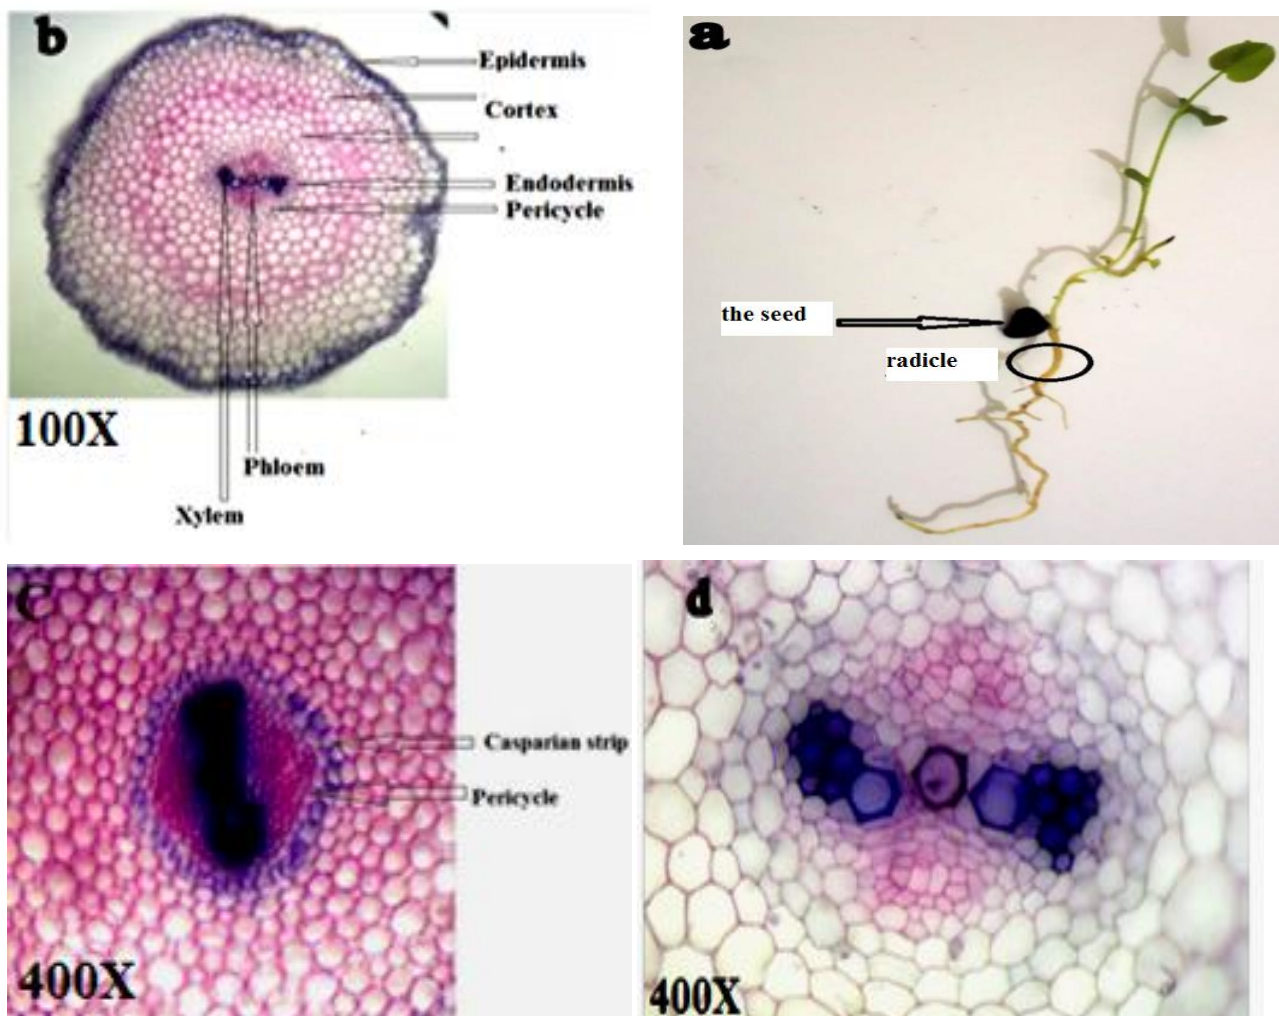 b
Epidermis
Cortex
Endodermis
Pericycle
100X
Phloem
Xylem
a
the seed
radicle
C
Casparian strip
Pericycle
400X
d
400X